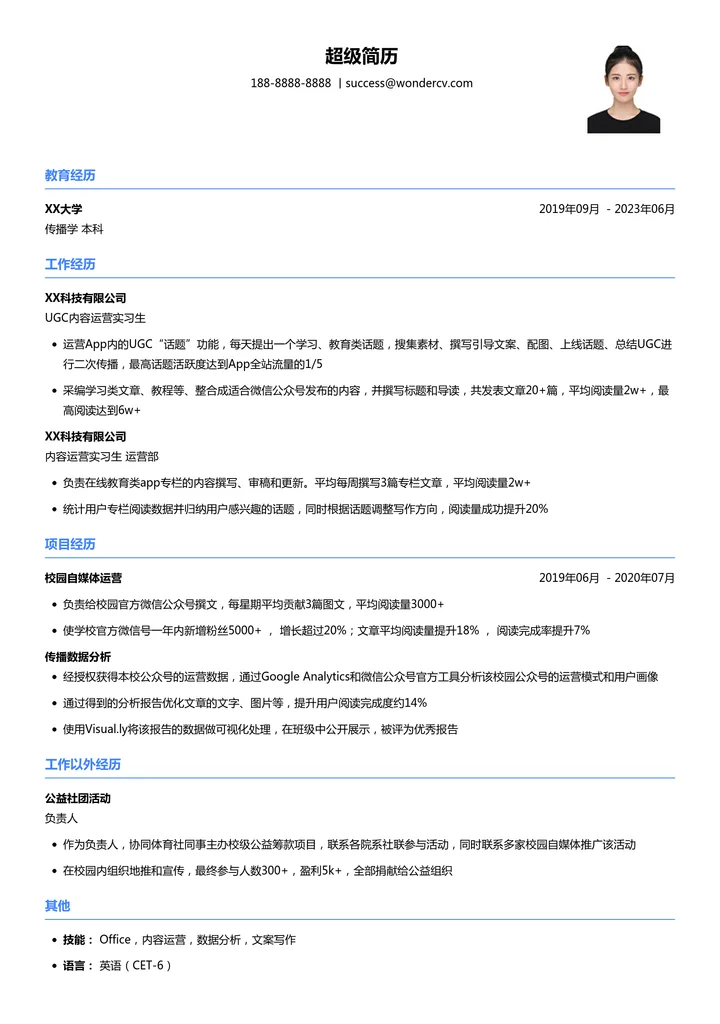 超级简历
188-8888-8888 | success@wondercv.com
教育经历
XX大学 2019年09月 - 2023年06月
传播学 本科
工作经历
XX科技有限公司
UGC内容运营实习生
• 运营App内的UGC“话题”功能，每天提出一个学习、教育类话题，搜集素材、撰写引导文案、配图、上线话题、总结UGC进
行二次传播，最高话题活跃度达到App全站流量的1/5
• 采编学习类文章、教程等、整合成适合微信公众号发布的内容，并撰写标题和导读，共发表文章20+篇，平均阅读量2w+，最
高阅读达到6w+
XX科技有限公司
内容运营实习生 运营部
• 负责在线教育类app专栏的内容撰写、审稿和更新。平均每周撰写3篇专栏文章，平均阅读量2w+
• 统计用户专栏阅读数据并归纳用户感兴趣的话题，同时根据话题调整写作方向，阅读量成功提升20%
项目经历
校园自媒体运营 2019年06月 - 2020年07月
• 负责给校园官方微信公众号撰文，每星期平均贡献3篇图文，平均阅读量3000+
• 使学校官方微信号一年内新增粉丝5000+ ， 增长超过20%；文章平均阅读量提升18% ， 阅读完成率提升7%
传播数据分析
• 经授权获得本校公众号的运营数据，通过Google Analytics和微信公众号官方工具分析该校园公众号的运营模式和用户画像
• 通过得到的分析报告优化文章的文字、图片等，提升用户阅读完成度约14%
• 使用Visual.ly将该报告的数据做可视化处理，在班级中公开展示，被评为优秀报告
工作以外经历
公益社团活动
负责人
• 作为负责人，协同体育社同事主办校级公益筹款项目，联系各院系社联参与活动，同时联系多家校园自媒体推广该活动
• 在校园内组织地推和宣传，最终参与人数300+，盈利5k+，全部捐献给公益组织
其他
• 技能： Office，内容运营，数据分析，文案写作
• 语言： 英语（CET-6）